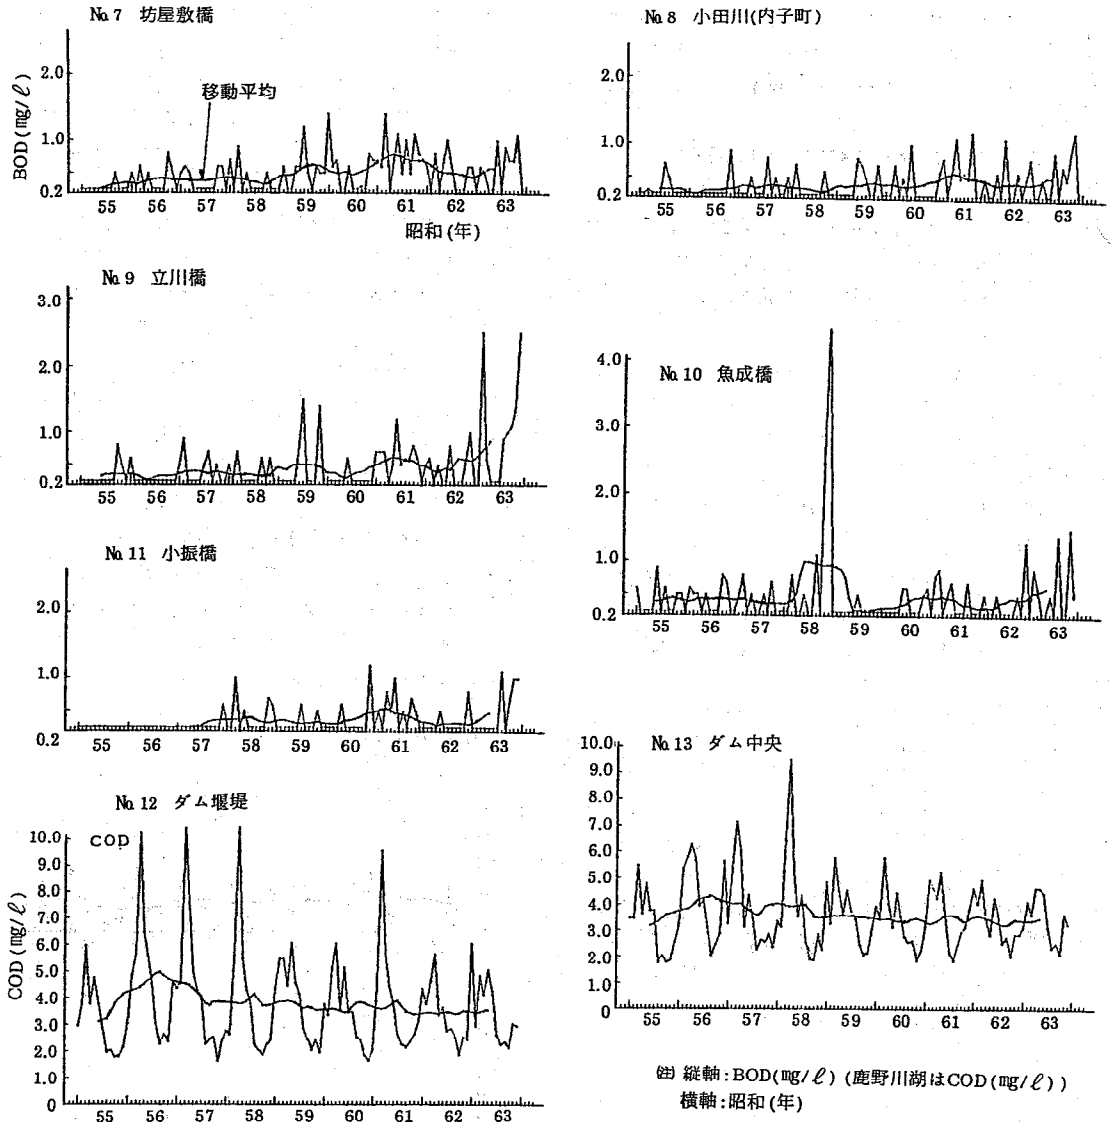 No.7 坊屋敷橋
BOD(mg/ℓ)
2.0
1.0
0.2
移動平均
55 56 57 58 59 60 61 62 63
昭和(年)
No.8 小田川(内子町)
2.0
1.0
0.2
55 56 57 58 59 60 61 62 63
No.9 立川橋
3.0
2.0
1.0
0.2
55 56 57 58 59 60 61 62 63
No.10 魚成橋
4.0
3.0
2.0
1.0
0.2
55 56 57 58 59 60 61 62 63
No.11 小振橋
2.0
1.0
0.2
55 56 57 58 59 60 61 62 63
No.12 ダム堰堤
COD
COD(mg/ℓ)
10.0
9.0
8.0
7.0
6.0
5.0
4.0
3.0
2.0
1.0
0
55 56 57 58 59 60 61 62 63
No.13 ダム中央
10.0
9.0
8.0
7.0
6.0
5.0
4.0
3.0
2.0
1.0
0
55 56 57 58 59 60 61 62 63
(註) 縦軸:BOD(mg/ℓ) (鹿野川湖はCOD(mg/ℓ))
横軸:昭和(年)